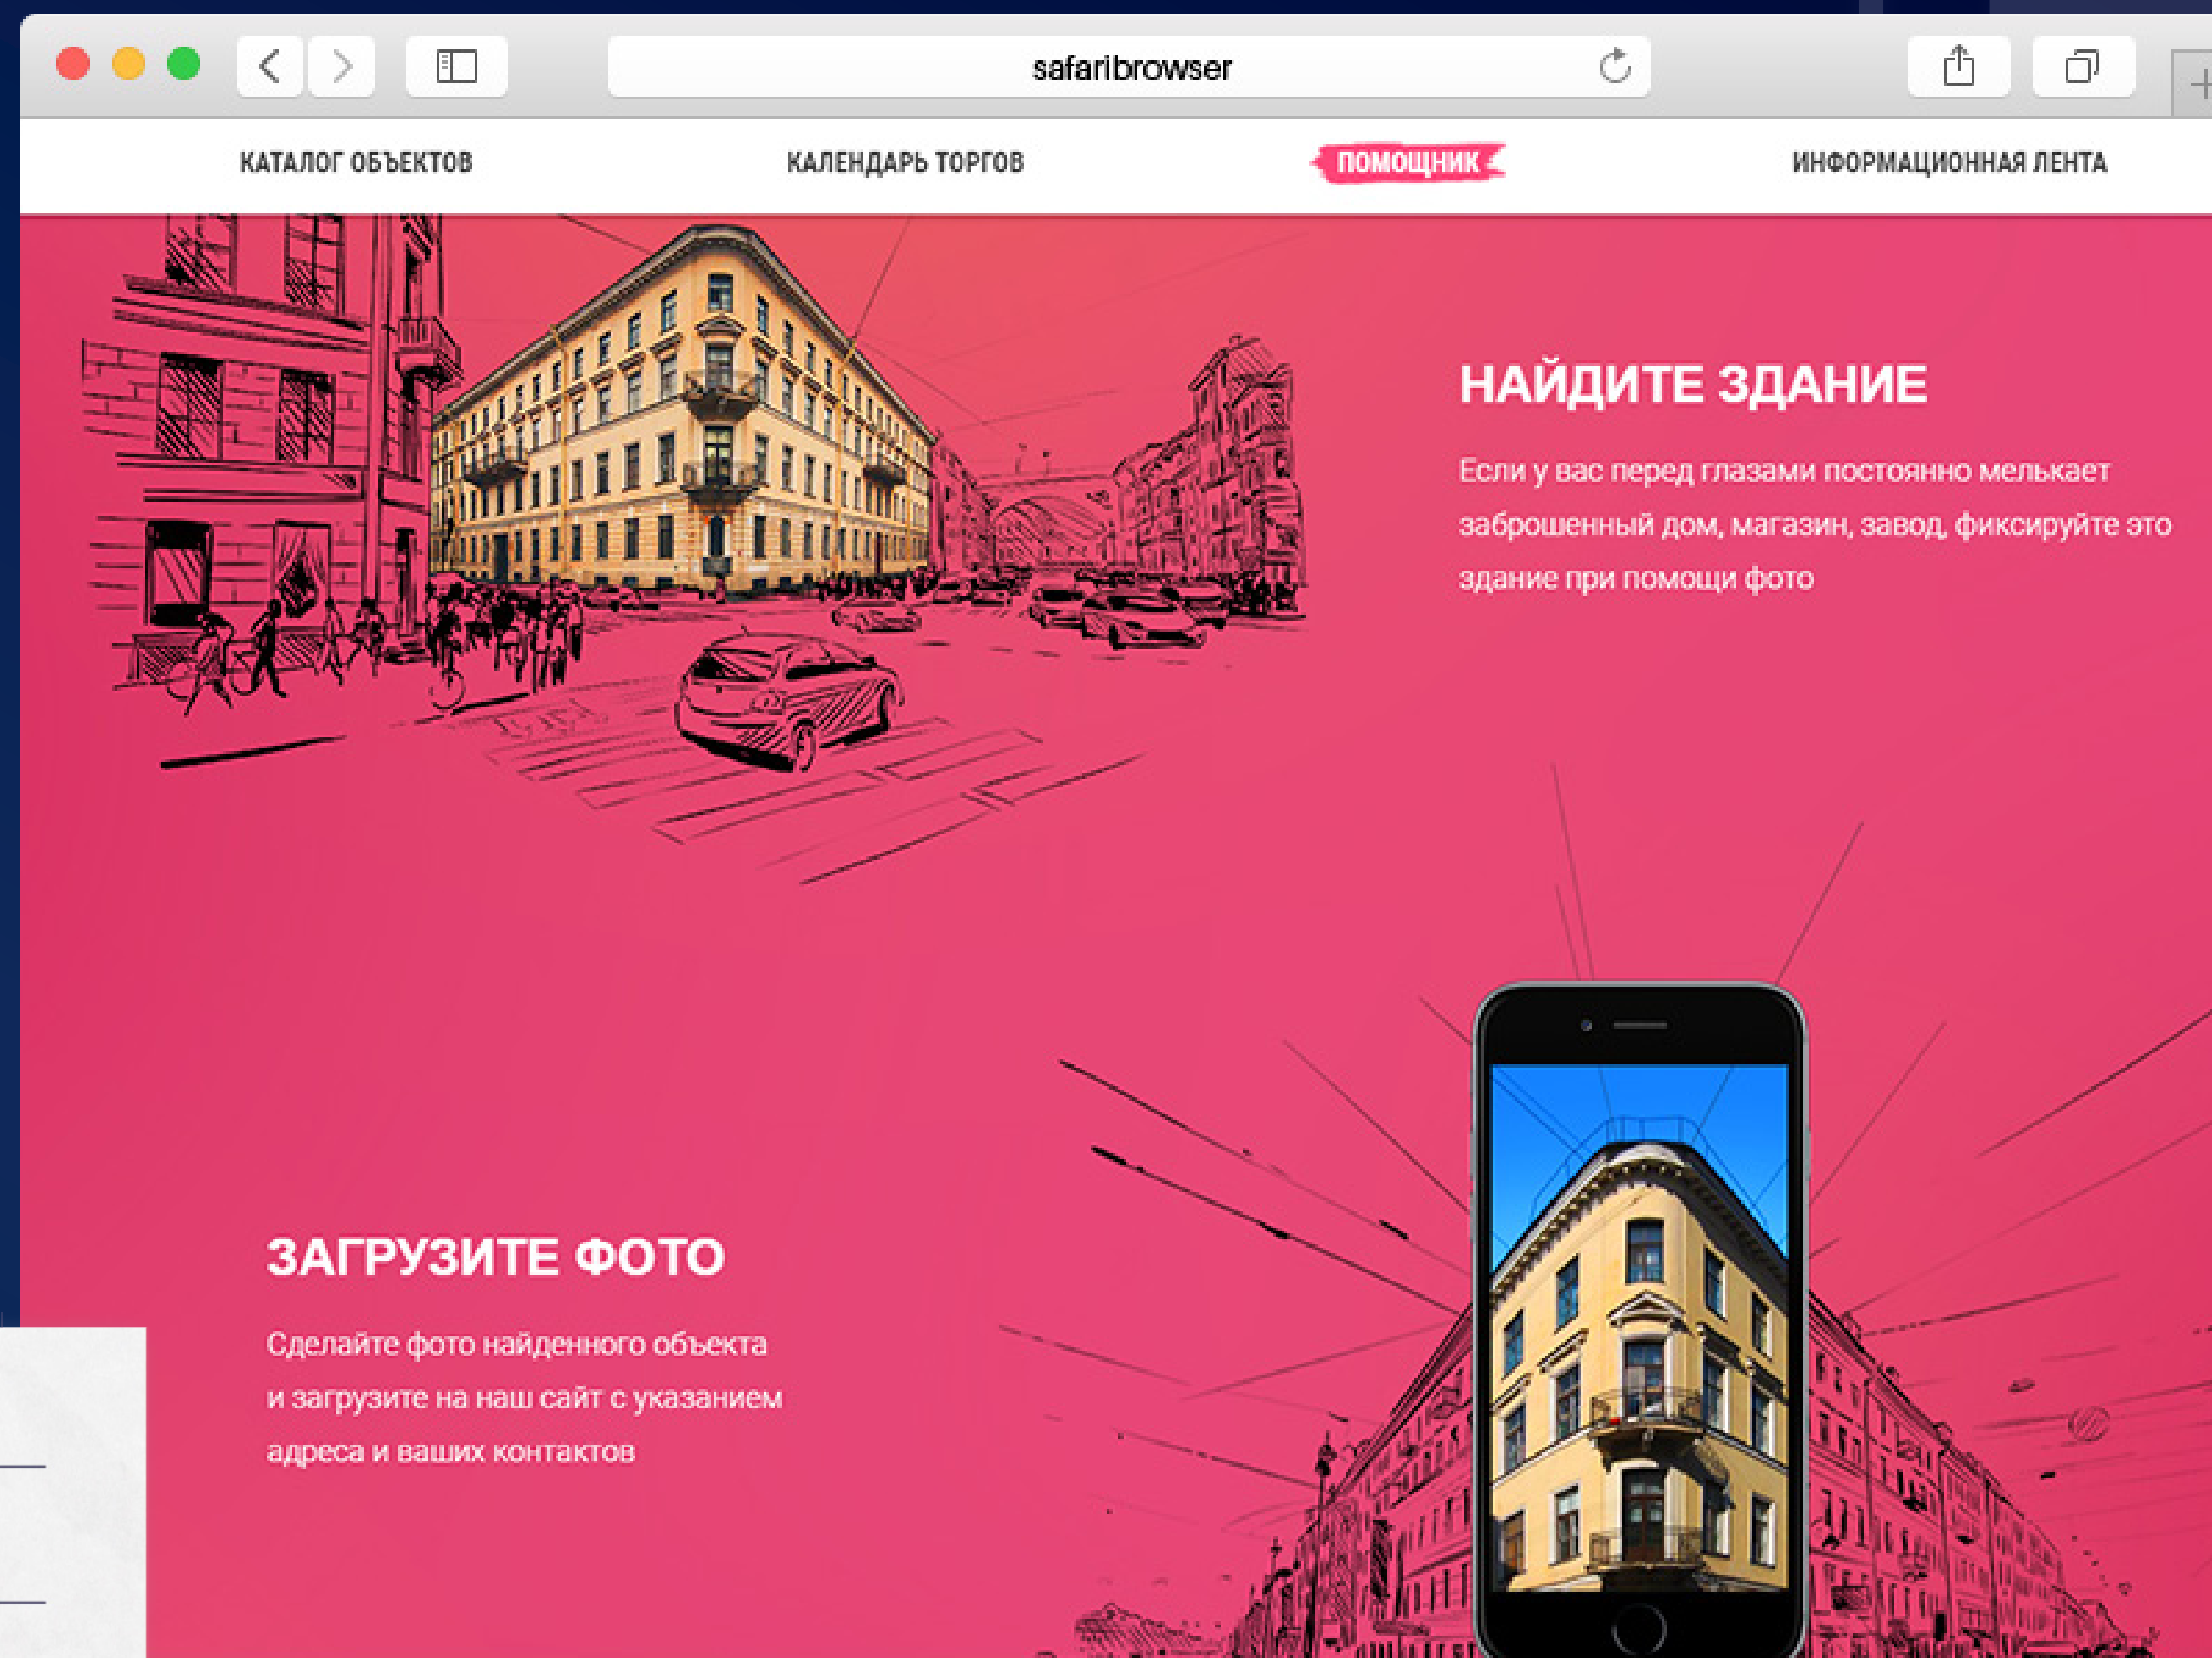 safaribrowser
КАТАЛОГ ОБЪЕКТОВ
КАЛЕНДАРЬ ТОРГОВ
ПОМОЩНИК
ИНФОРМАЦИОННАЯ ЛЕНТА
НАЙДИТЕ ЗДАНИЕ
Если у вас перед глазами постоянно мелькает
заброшенный дом, магазин, завод, фиксируйте это
здание при помощи фото
ЗАГРУЗИТЕ ФОТО
Сделайте фото найденного объекта
и загрузите на наш сайт с указанием
адреса и ваших контактов